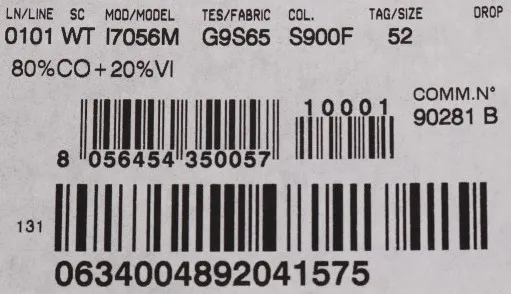 LN/LINE SC MOD/MODEL TES/FABRIC COL. TAG/SIZE DROP
0101 WT I7056M G9S65 S900F 52
80%CO+20%VI
10001 COMM.N°
90281 B
8 056454 350057
131
0634004892041575